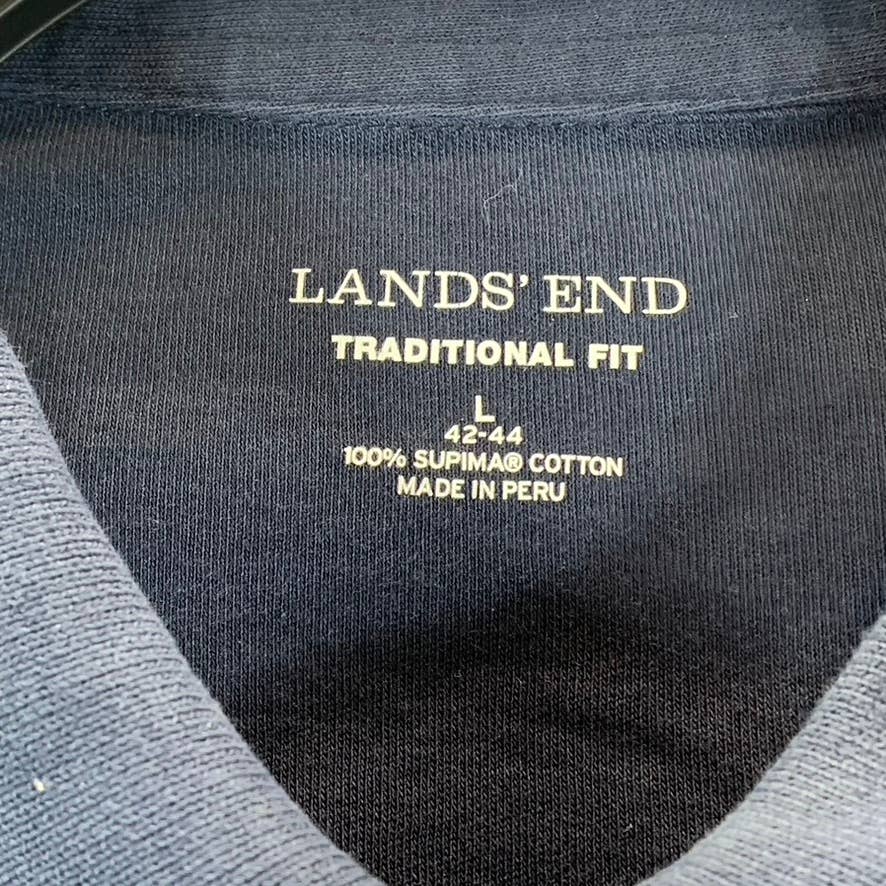 LANDS' END
TRADITIONAL FIT
L
42-44
100% SUPIMA® COTTON
MADE IN PERU